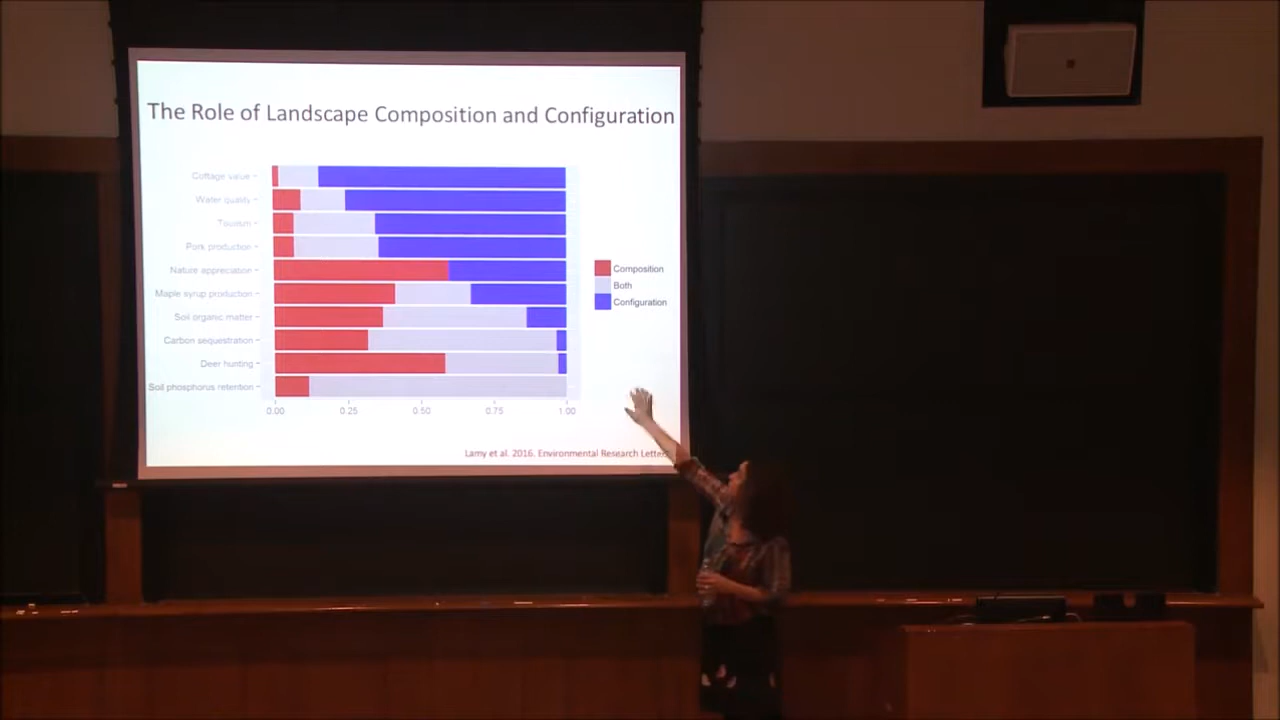 The Role of Landscape Composition and Configuration
Cottage value
Water quality
Tourism
Pork production
Nature appreciation
Maple syrup production
Soil organic matter
Carbon sequestration
Deer hunting
Soil phosphorus retention
0.00 0.25 0.50 0.75 1.00
Composition
Both
Configuration
Lamy et al. 2016. Environmental Research Letters